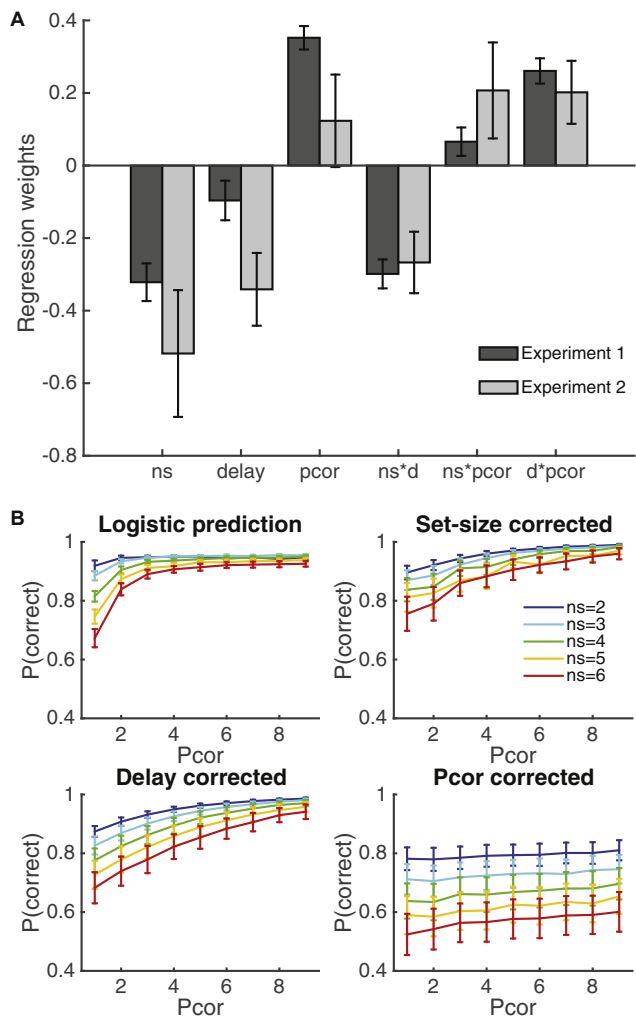 A
0.4
0.2
0
-0.2
-0.4
-0.6
-0.8
Regression weights
Experiment 1
Experiment 2
ns delay pcor ns*d ns*pcor d*pcor
B
Logistic prediction
1
0.8
0.6
0.4
P(correct)
2 4 6 8
Pcor
Set-size corrected
1
0.8
0.6
0.4
P(correct)
ns=2
ns=3
ns=4
ns=5
ns=6
2 4 6 8
Pcor
Delay corrected
1
0.8
0.6
0.4
P(correct)
2 4 6 8
Pcor
Pcor corrected
1
0.8
0.6
0.4
P(correct)
2 4 6 8
Pcor